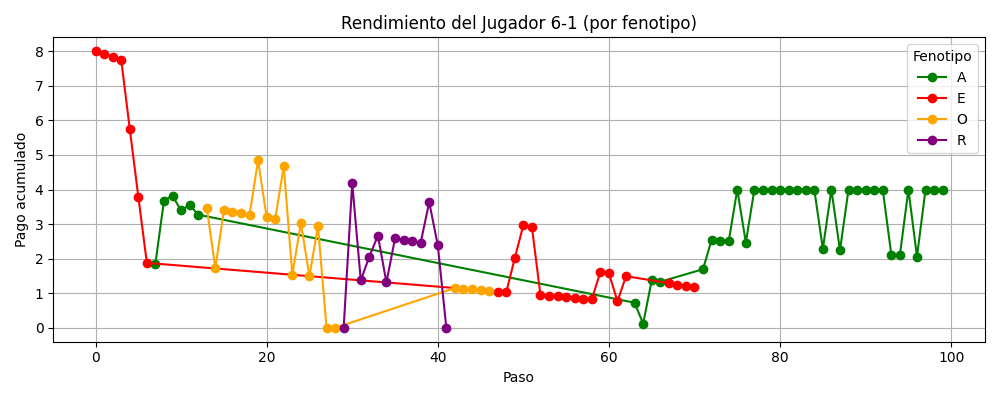 Rendimiento del Jugador 6-1 (por fenotipo)
Pago acumulado
8
7
6
5
4
3
2
1
0
Fenotipo
A
E
O
R
0 20 40 60 80 100
Paso